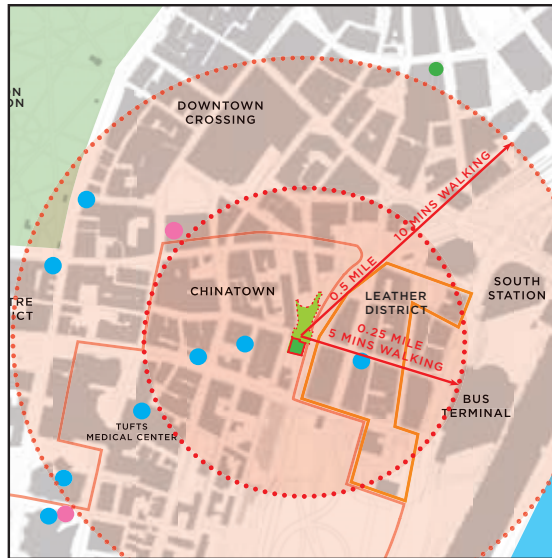 ON
ON
DOWNTOWN
CROSSING
10 MINS WALKING
0.5 MILE
CHINATOWN
LEATHER
DISTRICT
SOUTH
STATION
TRE
ICT
0.25 MILE
5 MINS WALKING
BUS
TERMINAL
TUFTS
MEDICAL CENTER